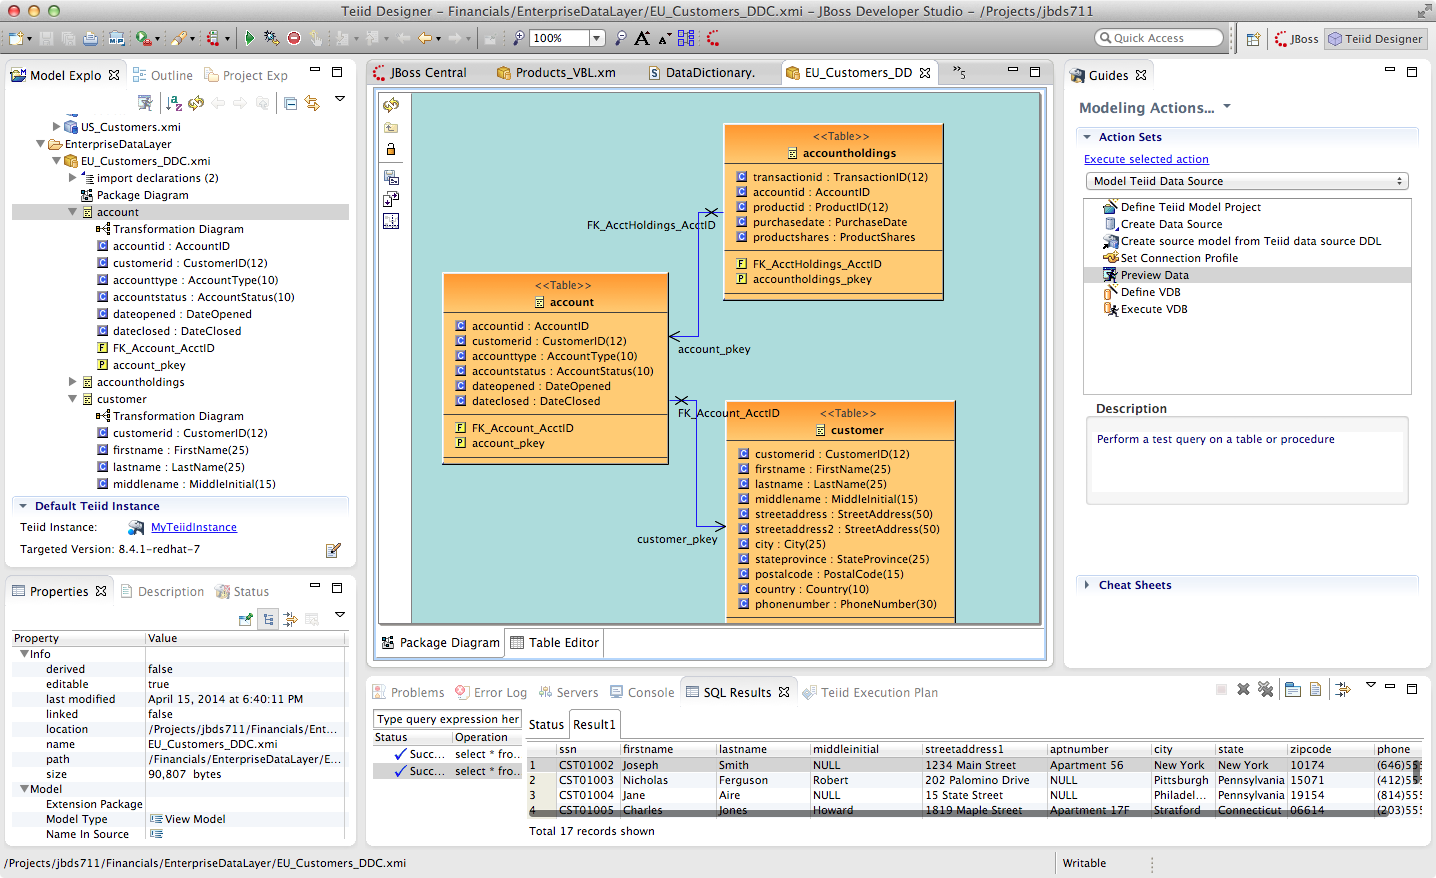 Teiid Designer – Financials/EnterpriseDataLayer/EU_Customers_DDC.xmi – JBoss Developer Studio – /Projects/jbds711
100%
Quick Access
JBoss
Teiid Designer
Model Explo
Outline
Project Exp
US_Customers.xmi
EnterpriseDataLayer
EU_Customers_DDC.xmi
import declarations (2)
Package Diagram
account
Transformation Diagram
accountid : AccountID
customerid : CustomerID(12)
accounttype : AccountType(10)
accountstatus : AccountStatus(10)
dateopened : DateOpened
dateclosed : DateClosed
FK_Account_AcctID
account_pkey
accountholdings
customer
Transformation Diagram
customerid : CustomerID(12)
firstname : FirstName(25)
lastname : LastName(25)
middlename : MiddleInitial(15)
Default Teiid Instance
Teiid Instance:
MyTeiidInstance
Targeted Version: 8.4.1-redhat-7
Properties
Description
Status
Property
Value
Info
derived
false
editable
true
last modified
April 15, 2014 at 6:40:11 PM
linked
false
location
/Projects/jbds711/Financials/Ent...
name
EU_Customers_DDC.xmi
path
/Financials/EnterpriseDataLayer/E...
size
90,807 bytes
Model
Extension Package
Model Type
View Model
Name In Source
JBoss Central
Products_VBL.xm
DataDictionary.
EU_Customers_DD
»5
<<Table>>
accountholdings
transactionid : TransactionID(12)
accountid : AccountID
productid : ProductID(12)
purchasedate : PurchaseDate
productshares : ProductShares
FK_AcctHoldings_AcctID
accountholdings_pkey
FK_AcctHoldings_AcctID
<<Table>>
account
accountid : AccountID
customerid : CustomerID(12)
accounttype : AccountType(10)
accountstatus : AccountStatus(10)
dateopened : DateOpened
dateclosed : DateClosed
FK_Account_AcctID
account_pkey
account_pkey
FK_Account_AcctID
customer_pkey
<<Table>>
customer
customerid : CustomerID(12)
firstname : FirstName(25)
lastname : LastName(25)
middlename : MiddleInitial(15)
streetaddress : StreetAddress(50)
streetaddress2 : StreetAddress(50)
city : City(25)
stateprovince : StateProvince(25)
postalcode : PostalCode(15)
country : Country(10)
phonenumber : PhoneNumber(30)
Package Diagram
Table Editor
Guides
Modeling Actions...
Action Sets
Execute selected action
Model Teiid Data Source
Define Teiid Model Project
Create Data Source
Create source model from Teiid data source DDL
Set Connection Profile
Preview Data
Define VDB
Execute VDB
Description
Perform a test query on a table or procedure
Cheat Sheets
Problems
Error Log
Servers
Console
SQL Results
Teiid Execution Plan
Type query expression her
Status
Operation
Succ...
select * fro..
Succ...
select * fro..
Status
Result1
ssn firstname lastname middleinitial streetaddress1 aptnumber city state zipcode phone
1 CST01002 Joseph Smith NULL 1234 Main Street Apartment 56 New York New York 10174 (646)555
2 CST01003 Nicholas Ferguson Robert 202 Palomino Drive NULL Pittsburgh Pennsylvania 15071 (412)555
3 CST01004 Jane Aire NULL 15 State Street NULL Philadel... Pennsylvania 19154 (814)555
4 CST01005 Charles Jones Howard 1819 Maple Street Apartment 17F Stratford Connecticut 06614 (203)555
Total 17 records shown
/Projects/jbds711/Financials/EnterpriseDataLayer/EU_Customers_DDC.xmi
Writable